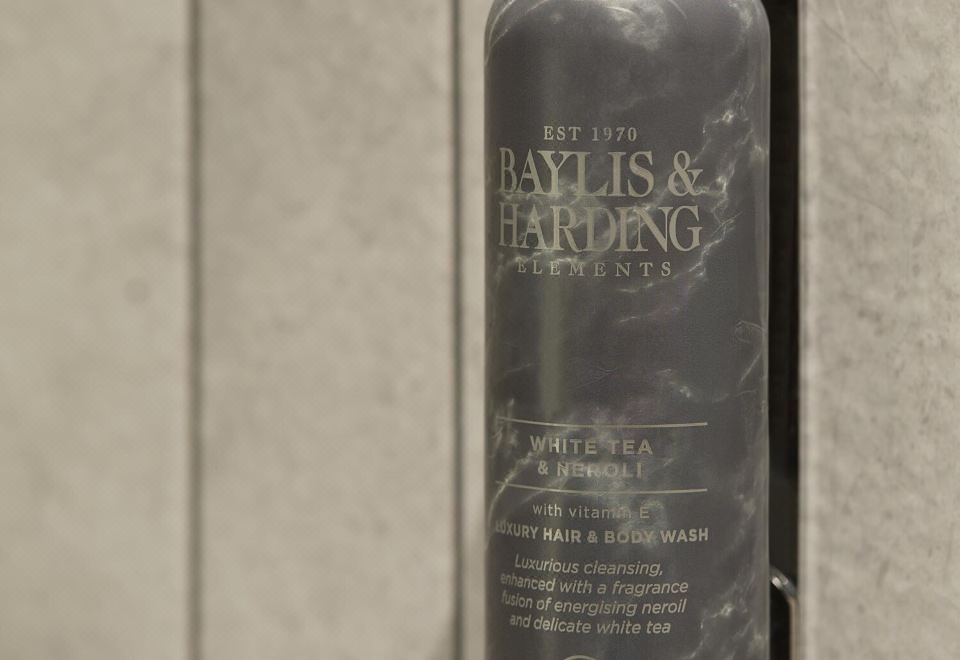 EST 1970
BAYLIS &
HARDING
ELEMENTS
WHITE TEA
& NEROLI
with vitamin E
LUXURY HAIR & BODY WASH
Luxurious cleansing,
enhanced with a fragrance
fusion of energising neroil
and delicate white tea